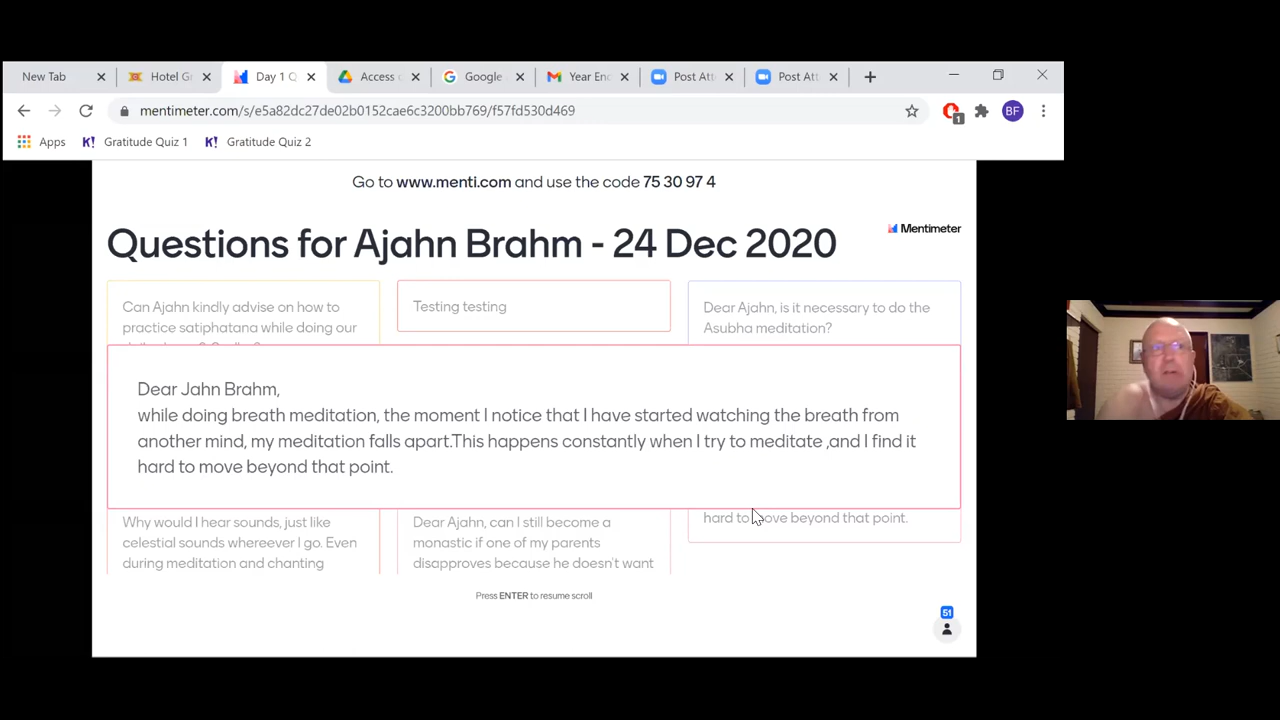 New Tab
Hotel Gr
Day 1 Q
Access o
Google
Year Enc
Post Att
Post Att
mentimeter.com/s/e5a82dc27de02b0152cae6c3200bb769/f57fd530d469
1
BF
Apps
K! Gratitude Quiz 1
K! Gratitude Quiz 2
Go to www.menti.com and use the code 75 30 97 4
Questions for Ajahn Brahm - 24 Dec 2020
Mentimeter
Can Ajahn kindly advise on how to
practice satiphatana while doing our
Testing testing
Dear Ajahn, is it necessary to do the
Asubha meditation?
Dear Jahn Brahm,
while doing breath meditation, the moment I notice that I have started watching the breath from
another mind, my meditation falls apart.This happens constantly when I try to meditate ,and I find it
hard to move beyond that point.
Why would I hear sounds, just like
celestial sounds whereever I go. Even
during meditation and chanting
Dear Ajahn, can I still become a
monastic if one of my parents
disapproves because he doesn't want
hard to move beyond that point.
Press ENTER to resume scroll
51